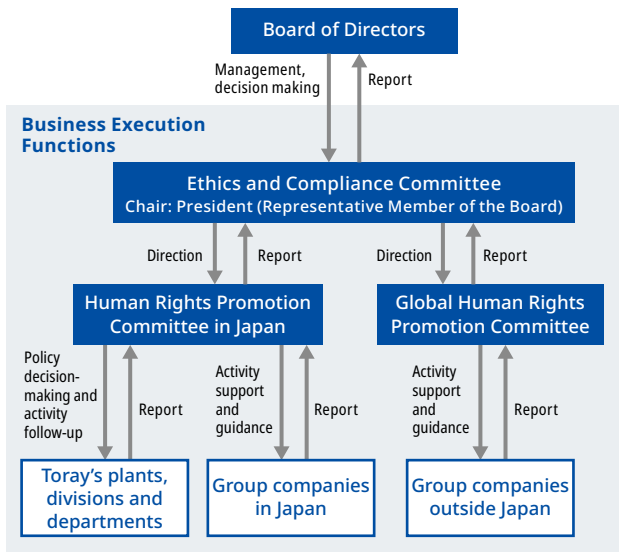 Board of Directors
Management,
decision making
Report
Business Execution
Functions
Ethics and Compliance Committee
Chair: President (Representative Member of the Board)
Direction
Report
Direction
Report
Human Rights Promotion
Committee in Japan
Global Human Rights
Promotion Committee
Policy
decision-
making and
activity
follow-up
Report
Activity
support
and
guidance
Report
Activity
support
and
guidance
Report
Toray's plants,
divisions and
departments
Group companies
in Japan
Group companies
outside Japan